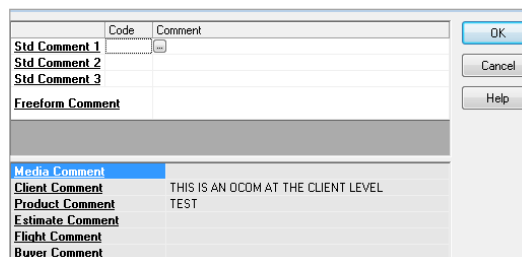 Code Comment
Std Comment 1 ...
Std Comment 2
Std Comment 3
Freeform Comment
OK
Cancel
Help
Media Comment
Client Comment THIS IS AN OCOM AT THE CLIENT LEVEL
Product Comment TEST
Estimate Comment
Flight Comment
Buyer Comment